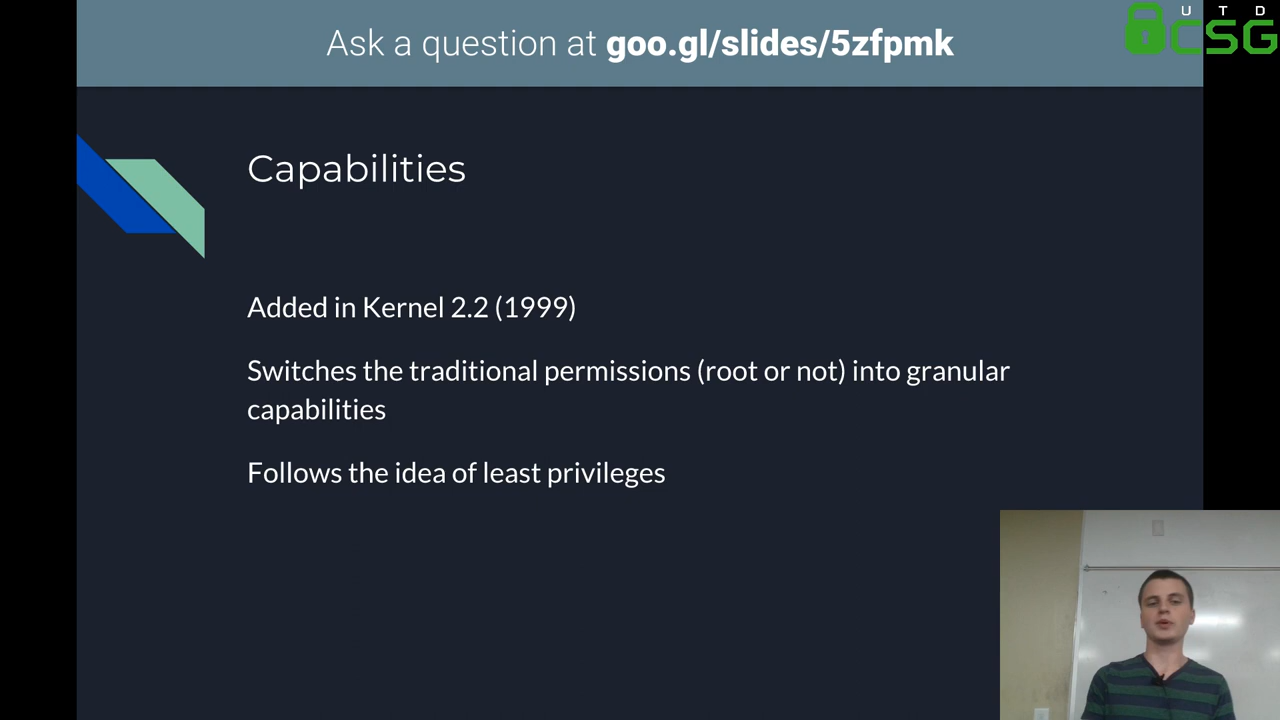 Ask a question at goo.gl/slides/5zfpmk
U T D
CSG
Capabilities
Added in Kernel 2.2 (1999)
Switches the traditional permissions (root or not) into granular
capabilities
Follows the idea of least privileges